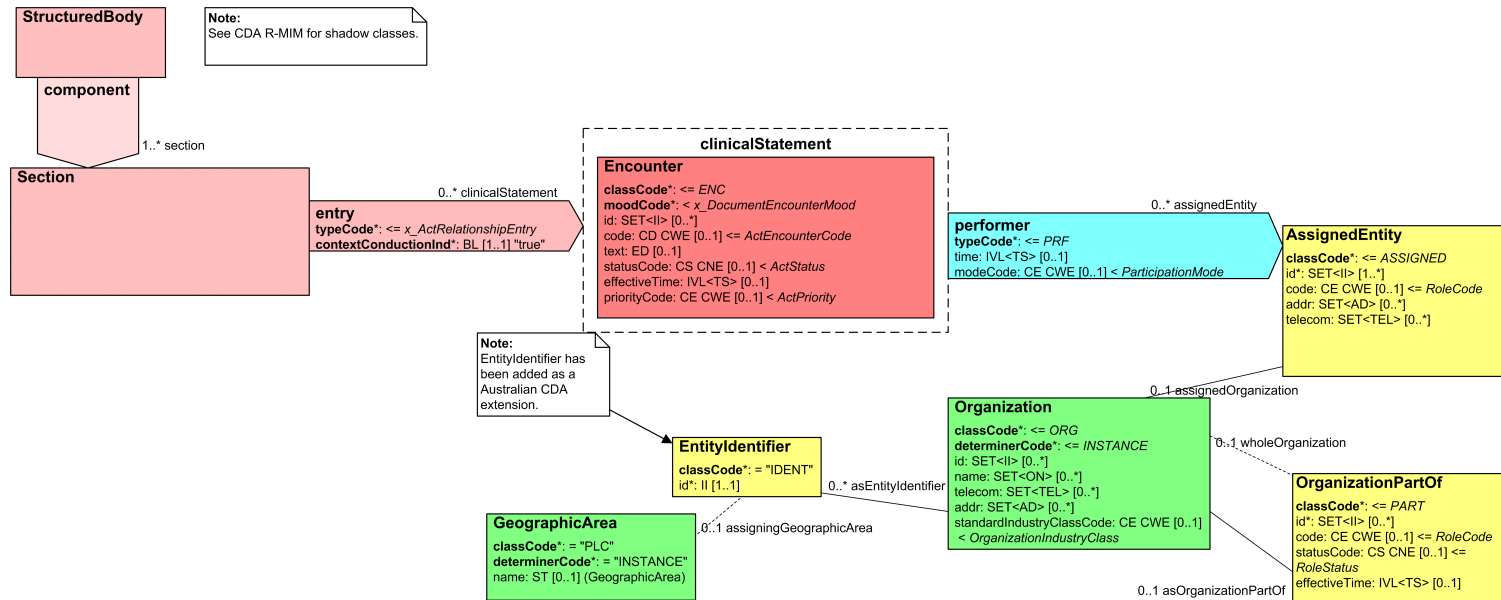 StructuredBody
Note:
See CDA R-MIM for shadow classes.
component
1..* section
Section
0..* clinicalStatement
entry
typeCode*: <= x_ActRelationshipEntry
contextConductionInd*: BL [1..1] "true"
clinicalStatement
Encounter
classCode*: <= ENC
moodCode*: < x_DocumentEncounterMood
id: SET<II> [0..*]
code: CD CWE [0..1] <= ActEncounterCode
text: ED [0..1]
statusCode: CS CNE [0..1] < ActStatus
effectiveTime: IVL<TS> [0..1]
priorityCode: CE CWE [0..1] < ActPriority
0..* assignedEntity
performer
typeCode*: <= PRF
time: IVL<TS> [0..1]
modeCode: CE CWE [0..1] < ParticipationMode
AssignedEntity
classCode*: <= ASSIGNED
id*: SET<II> [1..*]
code: CE CWE [0..1] <= RoleCode
addr: SET<AD> [0..*]
telecom: SET<TEL> [0..*]
Note:
EntityIdentifier has
been added as a
Australian CDA
extension.
0..1 assignedOrganization
Organization
classCode*: <= ORG
determinerCode*: <= INSTANCE
id: SET<II> [0..*]
name: SET<ON> [0..*]
telecom: SET<TEL> [0..*]
addr: SET<AD> [0..*]
standardIndustryClassCode: CE CWE [0..1]
< OrganizationIndustryClass
0..1 wholeOrganization
EntityIdentifier
classCode*: = "IDENT"
id*: II [1..1]
0..* asEntityIdentifier
GeographicArea
classCode*: = "PLC"
determinerCode*: = "INSTANCE"
name: ST [0..1] (GeographicArea)
0..1 assigningGeographicArea
OrganizationPartOf
classCode*: <= PART
id*: SET<II> [0..*]
code: CE CWE [0..1] <= RoleCode
statusCode: CS CNE [0..1] <=
RoleStatus
effectiveTime: IVL<TS> [0..1]
0..1 asOrganizationPartOf